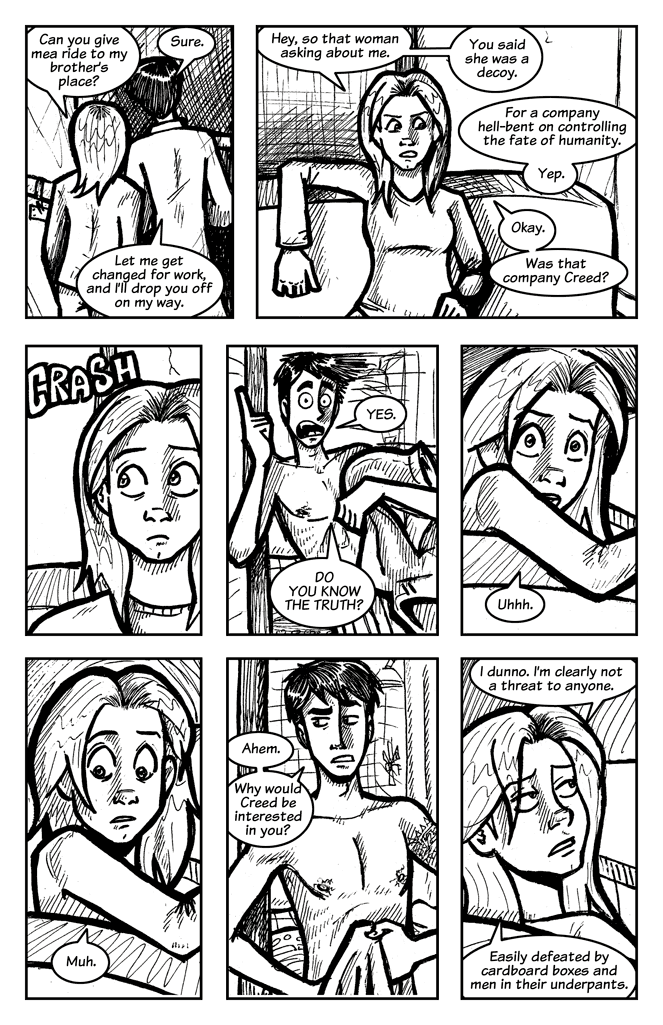 Can you give
mea ride to my
brother's
place?
Sure.
Let me get
changed for work,
and I'll drop you off
on my way.
Hey, so that woman
asking about me.
You said
she was a
decoy.
For a company
hell-bent on controlling
the fate of humanity.
Yep.
Okay.
Was that
company Creed?
CRASH
YES.
DO
YOU KNOW
THE TRUTH?
Uhhh.
Muh.
Ahem.
Why would
Creed be
interested
in you?
I dunno. I'm clearly not
a threat to anyone.
Easily defeated by
cardboard boxes and
men in their underpants.